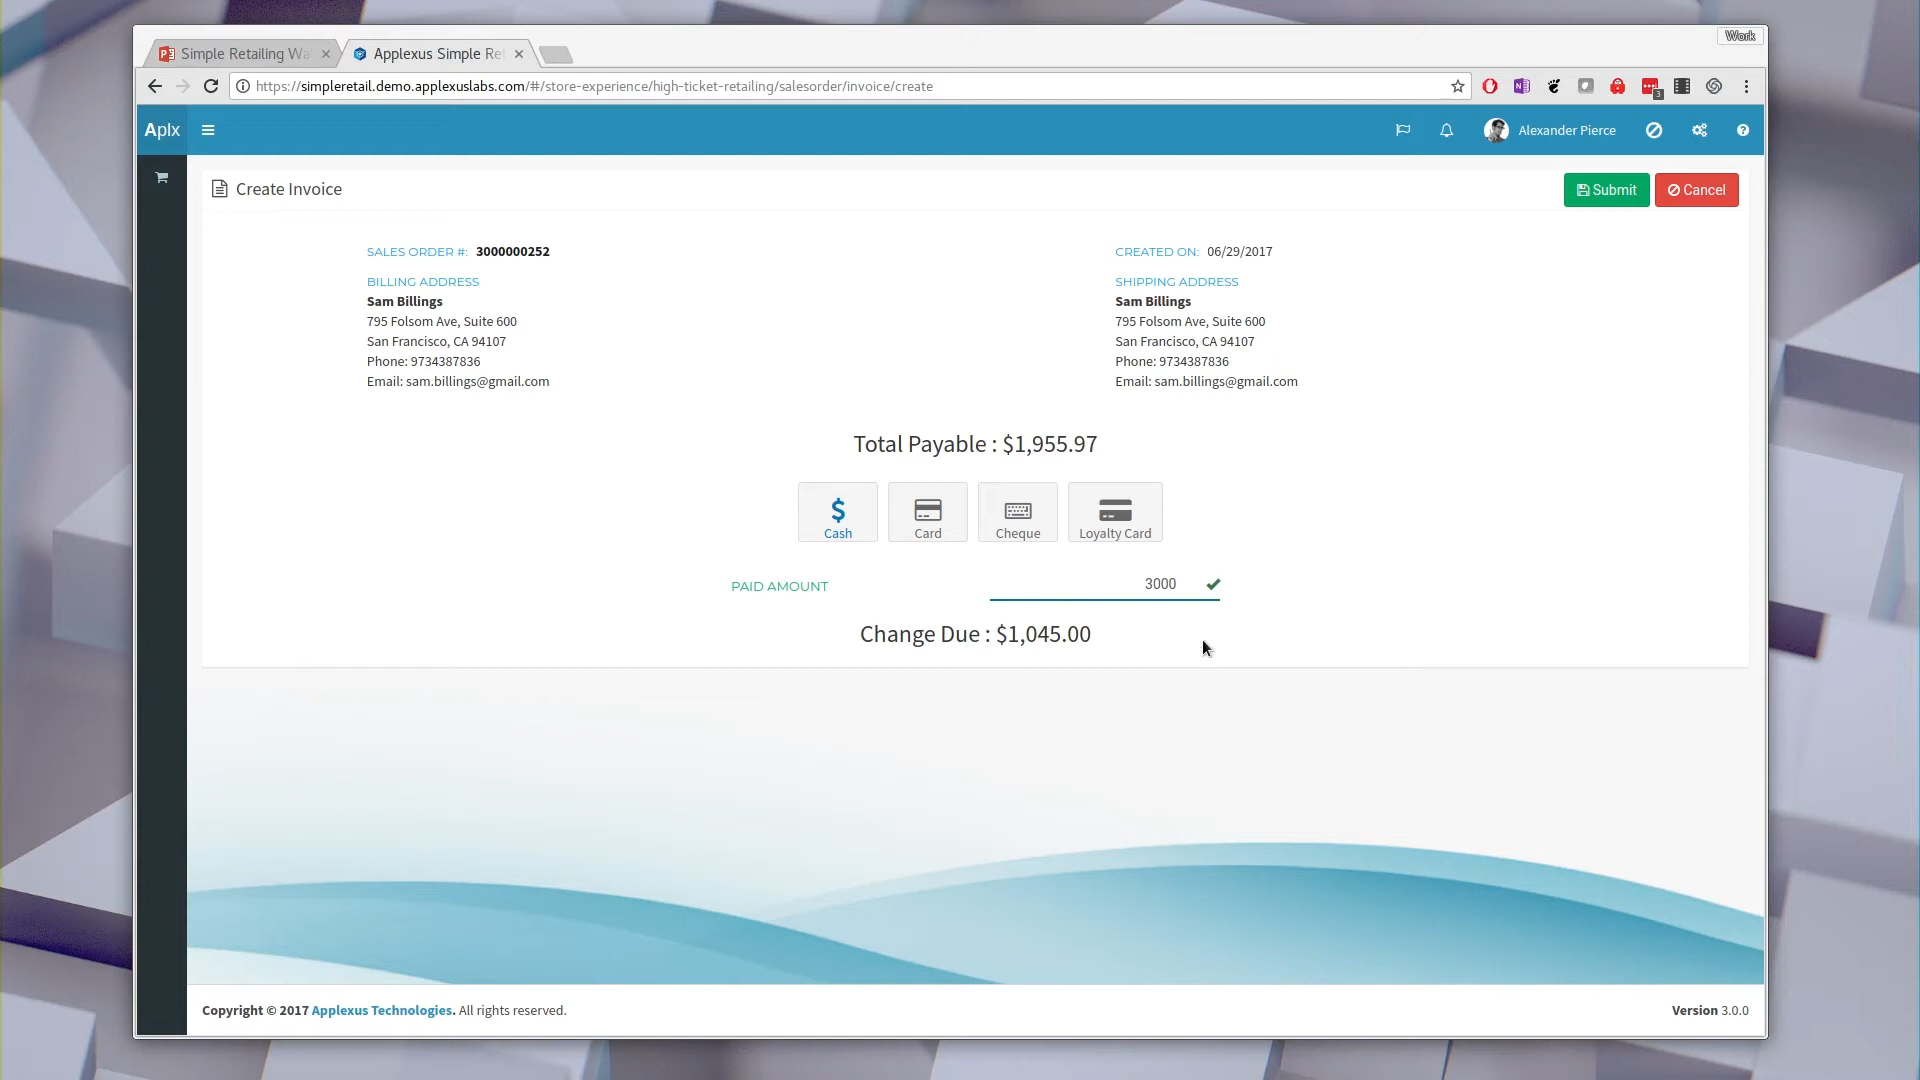 Work
Simple Retailing Wa
Applexus Simple Re
https://simpleretail.demo.applexuslabs.com/#/store-experience/high-ticket-retailing/salesorder/invoice/create
3
Aplx
Alexander Pierce
Create Invoice
Submit
Cancel
SALES ORDER #: 3000000252
CREATED ON: 06/29/2017
BILLING ADDRESS
Sam Billings
795 Folsom Ave, Suite 600
San Francisco, CA 94107
Phone: 9734387836
Email: sam.billings@gmail.com
SHIPPING ADDRESS
Sam Billings
795 Folsom Ave, Suite 600
San Francisco, CA 94107
Phone: 9734387836
Email: sam.billings@gmail.com
Total Payable : $1,955.97
$
Cash
Card
Cheque
Loyalty Card
PAID AMOUNT
3000
Change Due : $1,045.00
Copyright © 2017 Applexus Technologies. All rights reserved.
Version 3.0.0